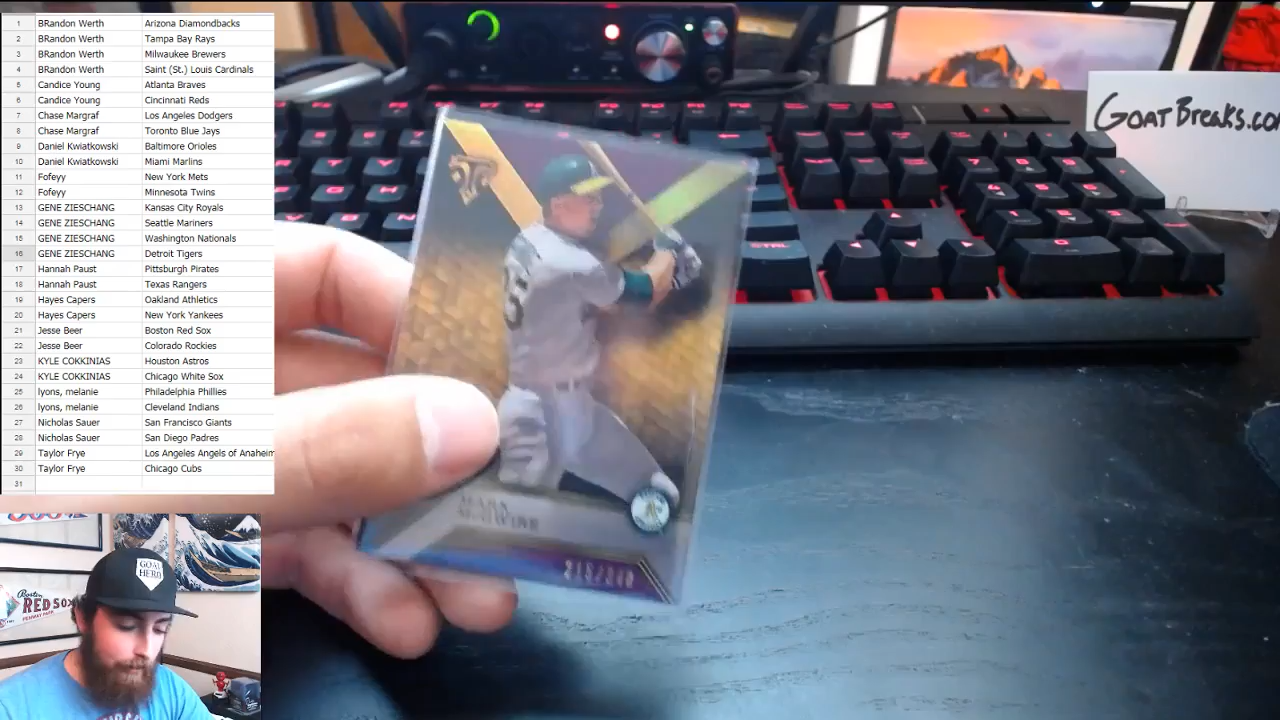 1 BRandon Werth Arizona Diamondbacks
2 BRandon Werth Tampa Bay Rays
3 BRandon Werth Milwaukee Brewers
4 BRandon Werth Saint (St.) Louis Cardinals
5 Candice Young Atlanta Braves
6 Candice Young Cincinnati Reds
7 Chase Margraf Los Angeles Dodgers
8 Chase Margraf Toronto Blue Jays
9 Daniel Kwiatkowski Baltimore Orioles
10 Daniel Kwiatkowski Miami Marlins
11 Fofeyy New York Mets
12 Fofeyy Minnesota Twins
13 GENE ZIESCHANG Kansas City Royals
14 GENE ZIESCHANG Seattle Mariners
15 GENE ZIESCHANG Washington Nationals
16 GENE ZIESCHANG Detroit Tigers
17 Hannah Paust Pittsburgh Pirates
18 Hannah Paust Texas Rangers
19 Hayes Capers Oakland Athletics
20 Hayes Capers New York Yankees
21 Jesse Beer Boston Red Sox
22 Jesse Beer Colorado Rockies
23 KYLE COKKINIAS Houston Astros
24 KYLE COKKINIAS Chicago White Sox
25 lyons, melanie Philadelphia Phillies
26 lyons, melanie Cleveland Indians
27 Nicholas Sauer San Francisco Giants
28 Nicholas Sauer San Diego Padres
29 Taylor Frye Los Angeles Angels of Anaheim
30 Taylor Frye Chicago Cubs
31
GOATBREAKS.CO
CTRL
GOAT
HERD
Boston
RED SOX